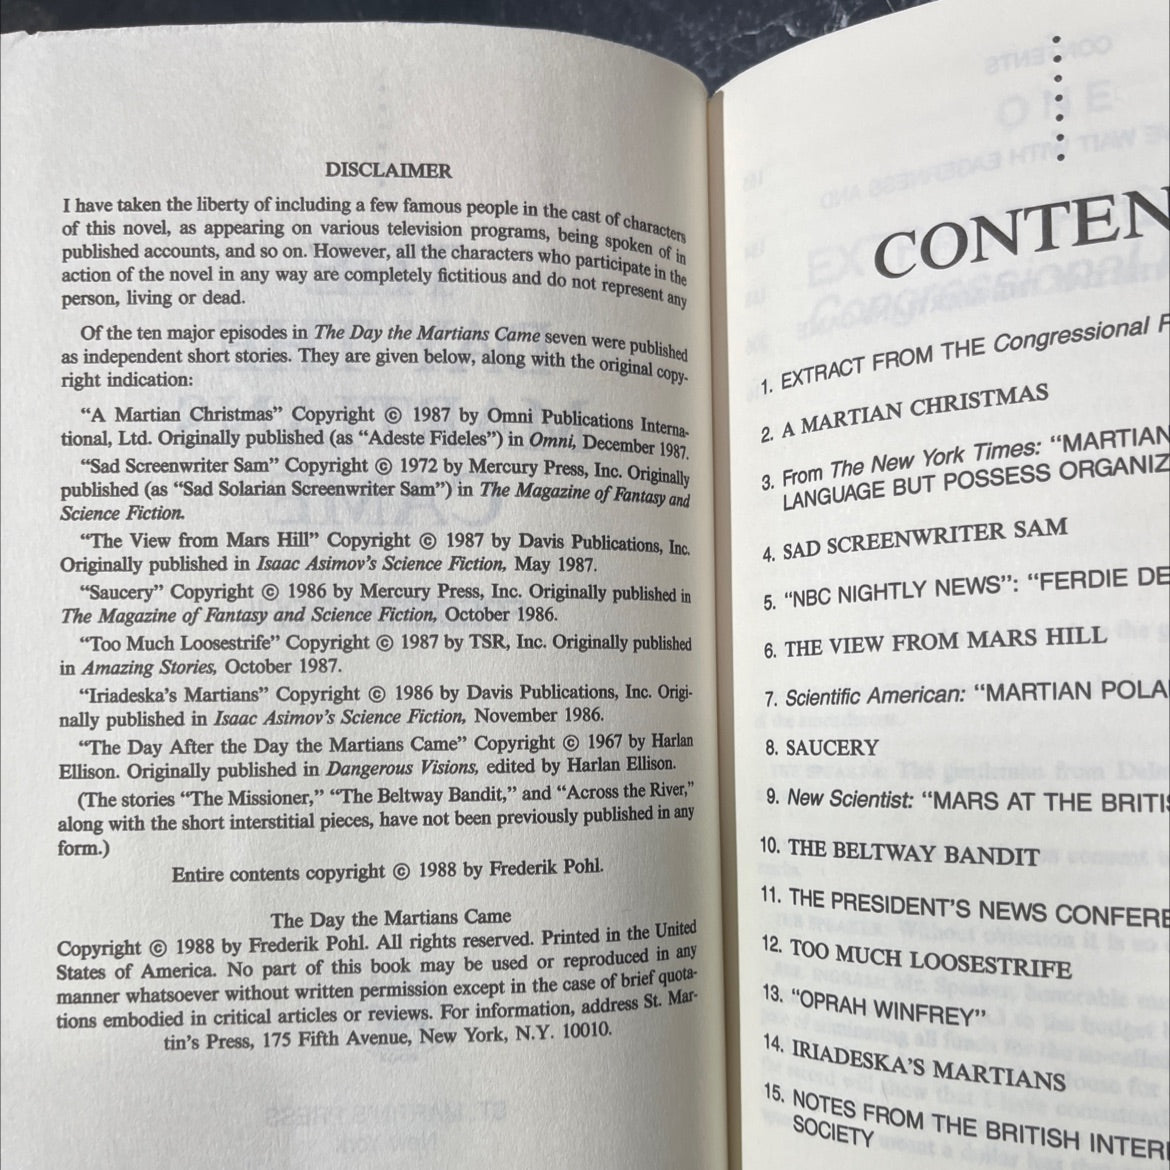 DISCLAIMER
I have taken the liberty of including a few famous people in the cast of characters
of this novel, as appearing on various television programs, being spoken of in
published accounts, and so on. However, all the characters who participate in the
action of the novel in any way are completely fictitious and do not represent any
person, living or dead.
Of the ten major episodes in The Day the Martians Came seven were published
as independent short stories. They are given below, along with the original copy-
right indication:
“A Martian Christmas” Copyright © 1987 by Omni Publications Interna-
tional, Ltd. Originally published (as “Adeste Fideles”) in Omni, December 1987.
“Sad Screenwriter Sam” Copyright © 1972 by Mercury Press, Inc. Originally
published (as “Sad Solarian Screenwriter Sam”) in The Magazine of Fantasy and
Science Fiction.
“The View from Mars Hill” Copyright © 1987 by Davis Publications, Inc.
Originally published in Isaac Asimov’s Science Fiction, May 1987.
“Saucery” Copyright © 1986 by Mercury Press, Inc. Originally published in
The Magazine of Fantasy and Science Fiction, October 1986.
“Too Much Loosestrife” Copyright © 1987 by TSR, Inc. Originally published
in Amazing Stories, October 1987.
“Iriadeska’s Martians” Copyright © 1986 by Davis Publications, Inc. Origi-
nally published in Isaac Asimov’s Science Fiction, November 1986.
“The Day After the Day the Martians Came” Copyright © 1967 by Harlan
Ellison. Originally published in Dangerous Visions, edited by Harlan Ellison.
(The stories “The Missioner,” “The Beltway Bandit,” and “Across the River,”
along with the short interstitial pieces, have not been previously published in any
form.)
Entire contents copyright © 1988 by Frederik Pohl.
The Day the Martians Came
Copyright © 1988 by Frederik Pohl. All rights reserved. Printed in the United
States of America. No part of this book may be used or reproduced in any
manner whatsoever without written permission except in the case of brief quota-
tions embodied in critical articles or reviews. For information, address St. Mar-
tin’s Press, 175 Fifth Avenue, New York, N.Y. 10010.
CONTEN
1. EXTRACT FROM THE Congressional
2. A MARTIAN CHRISTMAS
3. From The New York Times: “MARTIAN
LANGUAGE BUT POSSESS ORGANIZ
4. SAD SCREENWRITER SAM
5. “NBC NIGHTLY NEWS”: “FERDIE DE
6. THE VIEW FROM MARS HILL
7. Scientific American: “MARTIAN POLA
8. SAUCERY
9. New Scientist: “MARS AT THE BRITI
10. THE BELTWAY BANDIT
11. THE PRESIDENT’S NEWS CONFERE
12. TOO MUCH LOOSESTRIFE
13. “OPRAH WINFREY”
14. IRIADESKA’S MARTIANS
15. NOTES FROM THE BRITISH INTER
SOCIETY